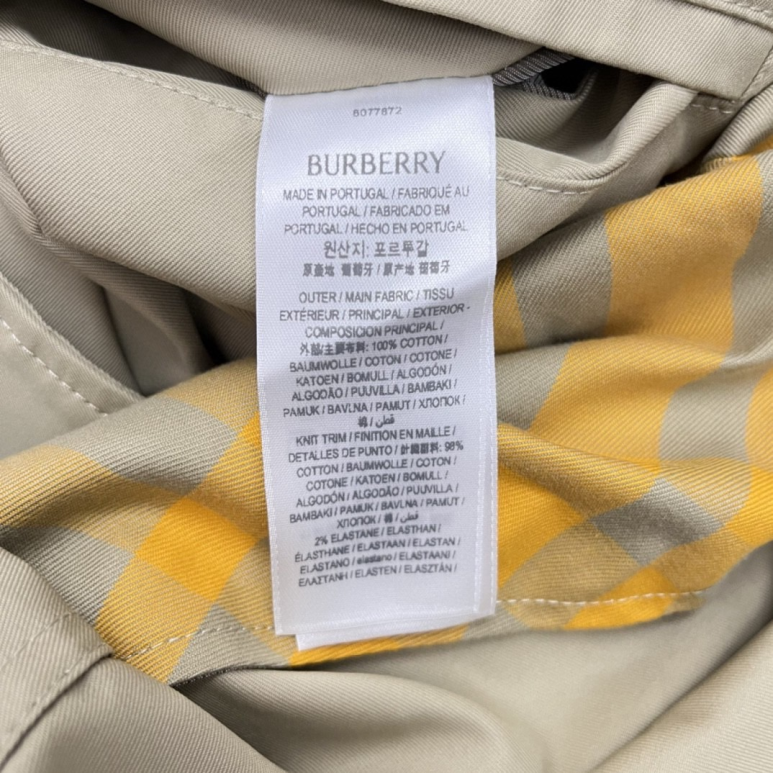 8077872
BURBERRY
MADE IN PORTUGAL / FABRIQUÉ AU
PORTUGAL / FABRICADO EM
PORTUGAL / HECHO EN PORTUGAL
원산지: 포르투갈
原產地 葡萄牙 / 原产地 葡萄牙
OUTER / MAIN FABRIC / TISSU
EXTÉRIEUR / PRINCIPAL / EXTERIOR -
COMPOSICION PRINCIPAL /
外部/主要布料: 100% COTTON /
BAUMWOLLE / COTON / COTONE /
KATOEN / BOMULL / ALGODÓN /
ALGODÃO / PUUVILLA / BAMBAKI /
PAMUK / BAVLNA / PAMUT / ХЛОПОК /
棉 / قطن
KNIT TRIM / FINITION EN MAILLE /
DETALLES DE PUNTO / 針織面料: 98%
COTTON / BAUMWOLLE / COTON /
COTONE / KATOEN / BOMULL /
ALGODÓN / ALGODÃO / PUUVILLA /
BAMBAKI / PAMUK / BAVLNA / PAMUT /
ХЛОПОК / 棉 / قطن
2% ELASTANE / ELASTHAN /
ÉLASTHANE / ELASTAAN / ELASTAN /
ELASTANO / elastano / ELASTAANI /
ΕΛΑΣΤΑΝΗ / ELASTEN / ELASZTÁN /